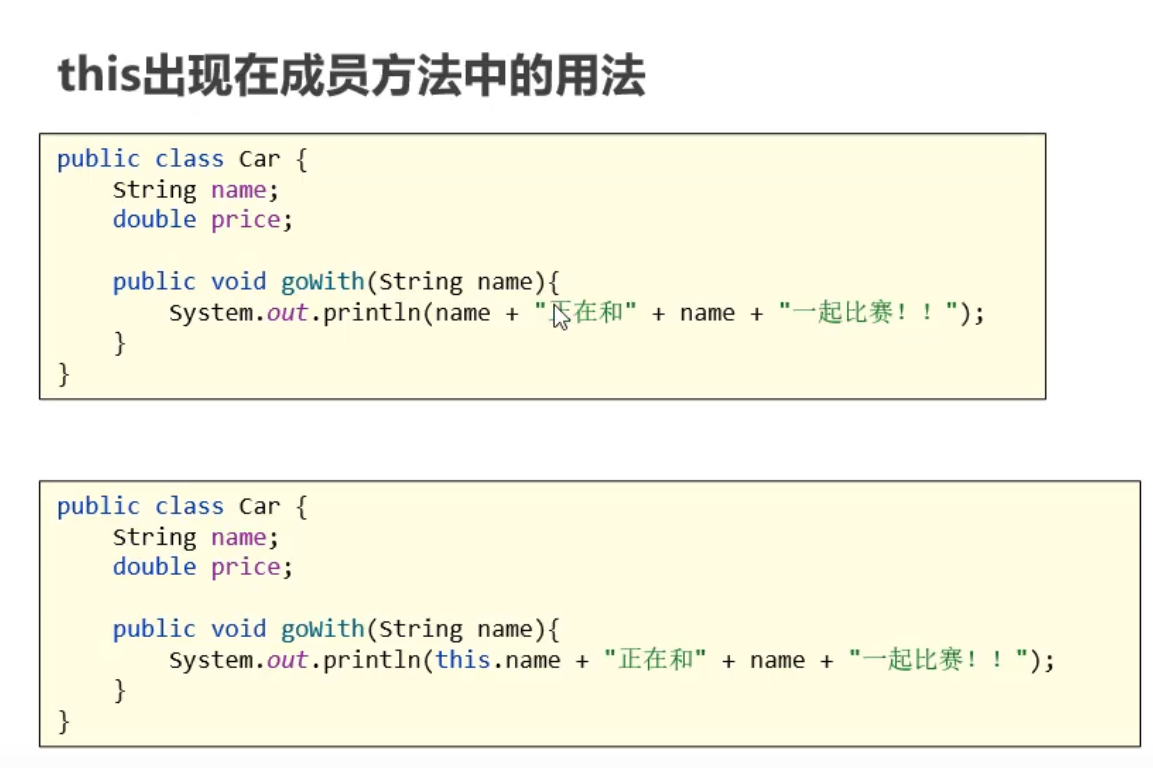 this出现在成员方法中的用法
public class Car {
String name;
double price;
public void goWith(String name){
System.out.println(name + "正在和" + name + "一起比赛！！");
}
}
public class Car {
String name;
double price;
public void goWith(String name){
System.out.println(this.name + "正在和" + name + "一起比赛！！");
}
}